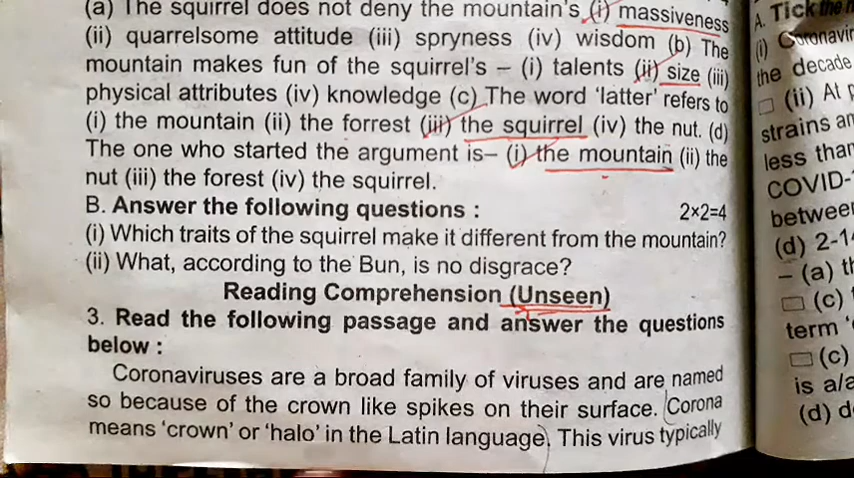 (a) The squirrel does not deny the mountain's (i) massiveness
(ii) quarrelsome attitude (iii) spryness (iv) wisdom (b) The
mountain makes fun of the squirrel's – (i) talents (ii) size (iii)
physical attributes (iv) knowledge (c) The word 'latter' refers to
(i) the mountain (ii) the forrest (iii) the squirrel (iv) the nut. (d)
The one who started the argument is– (i) the mountain (ii) the
nut (iii) the forest (iv) the squirrel.
B. Answer the following questions : 2×2=4
(i) Which traits of the squirrel make it different from the mountain?
(ii) What, according to the Bun, is no disgrace?
Reading Comprehension (Unseen)
3. Read the following passage and answer the questions
below :
Coronaviruses are a broad family of viruses and are named
so because of the crown like spikes on their surface. Corona
means 'crown' or 'halo' in the Latin language. This virus typically
A. Tick the
(i)
the decade
(ii) At
strains
less than
COVID-
between
(d) 2-1
– (a)
(c)
term '
(c)
is a/a
(d)